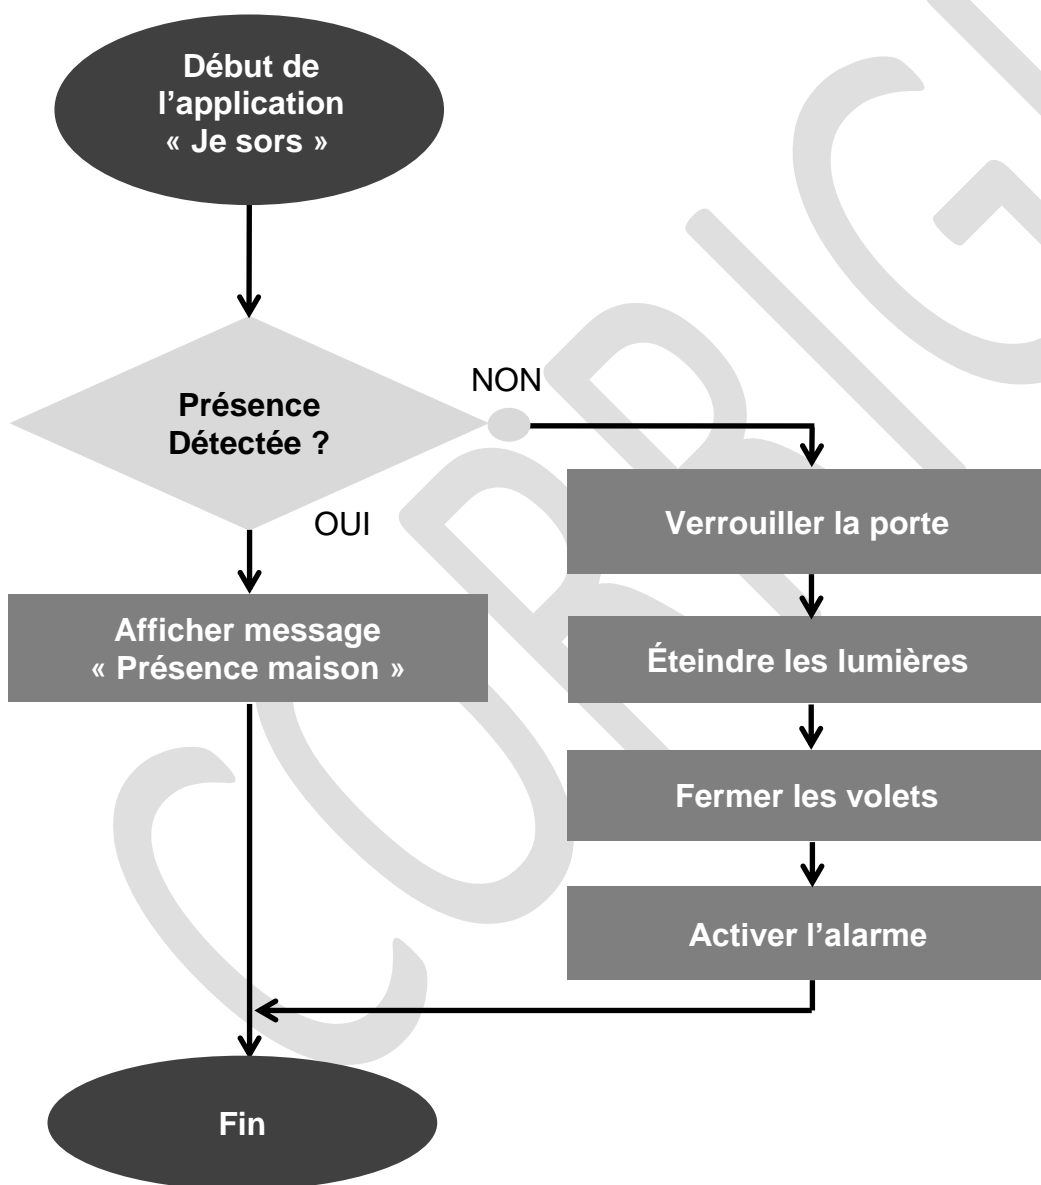 Début de
l’application
« Je sors »
NON
Présence
Détectée ?
OUI
Verrouiller la porte
Afficher message
« Présence maison »
Éteindre les lumières
Fermer les volets
Activer l’alarme
Fin
CORRIG